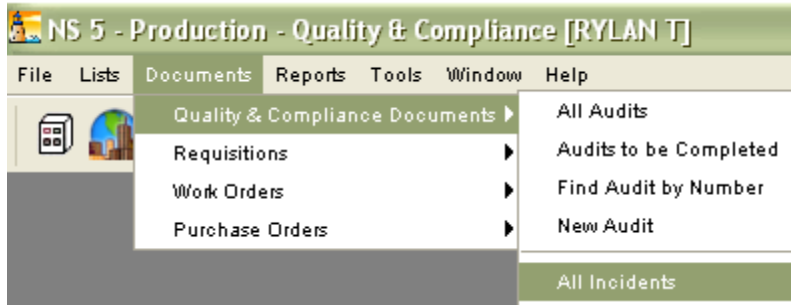 NS 5 - Production - Quality & Compliance [RYLAN T]
File Lists Documents Reports Tools Window Help
Quality & Compliance Documents
Requisitions
Work Orders
Purchase Orders
All Audits
Audits to be Completed
Find Audit by Number
New Audit
All Incidents